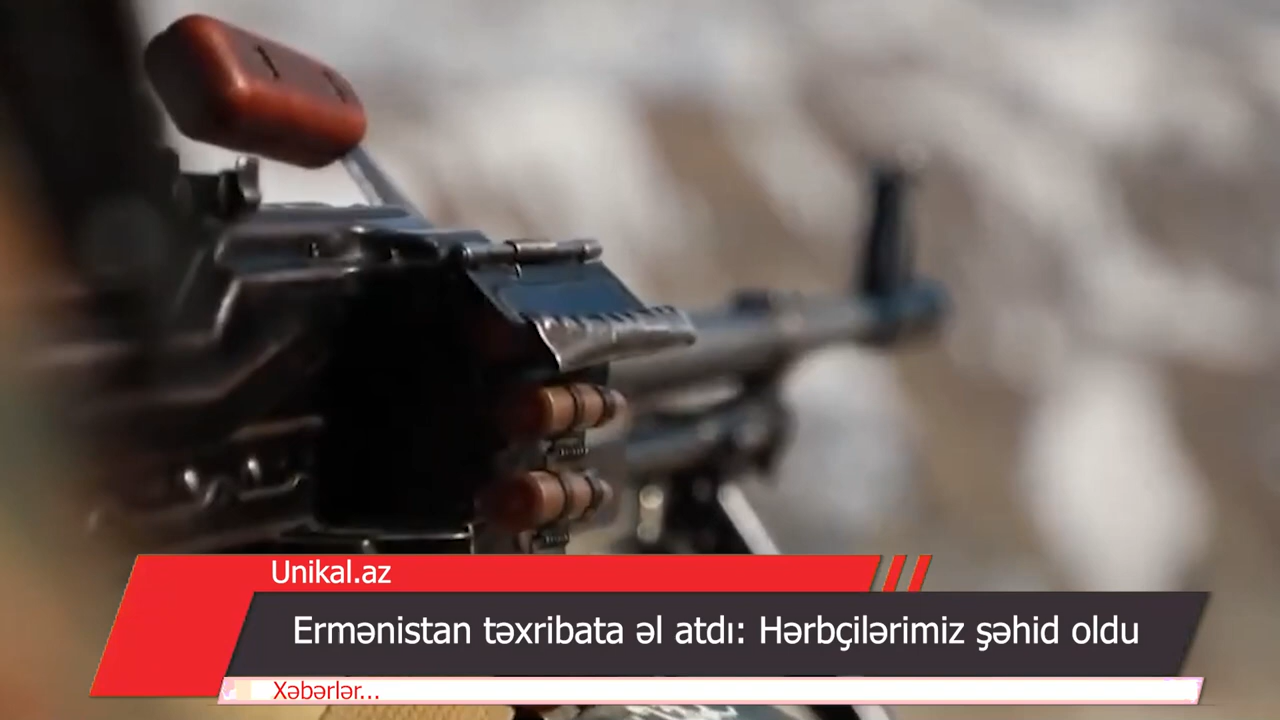 Unikal.az
Ermənistan təxribata əl atdı: Hərbçilərimiz şəhid oldu
Xəbərlər...